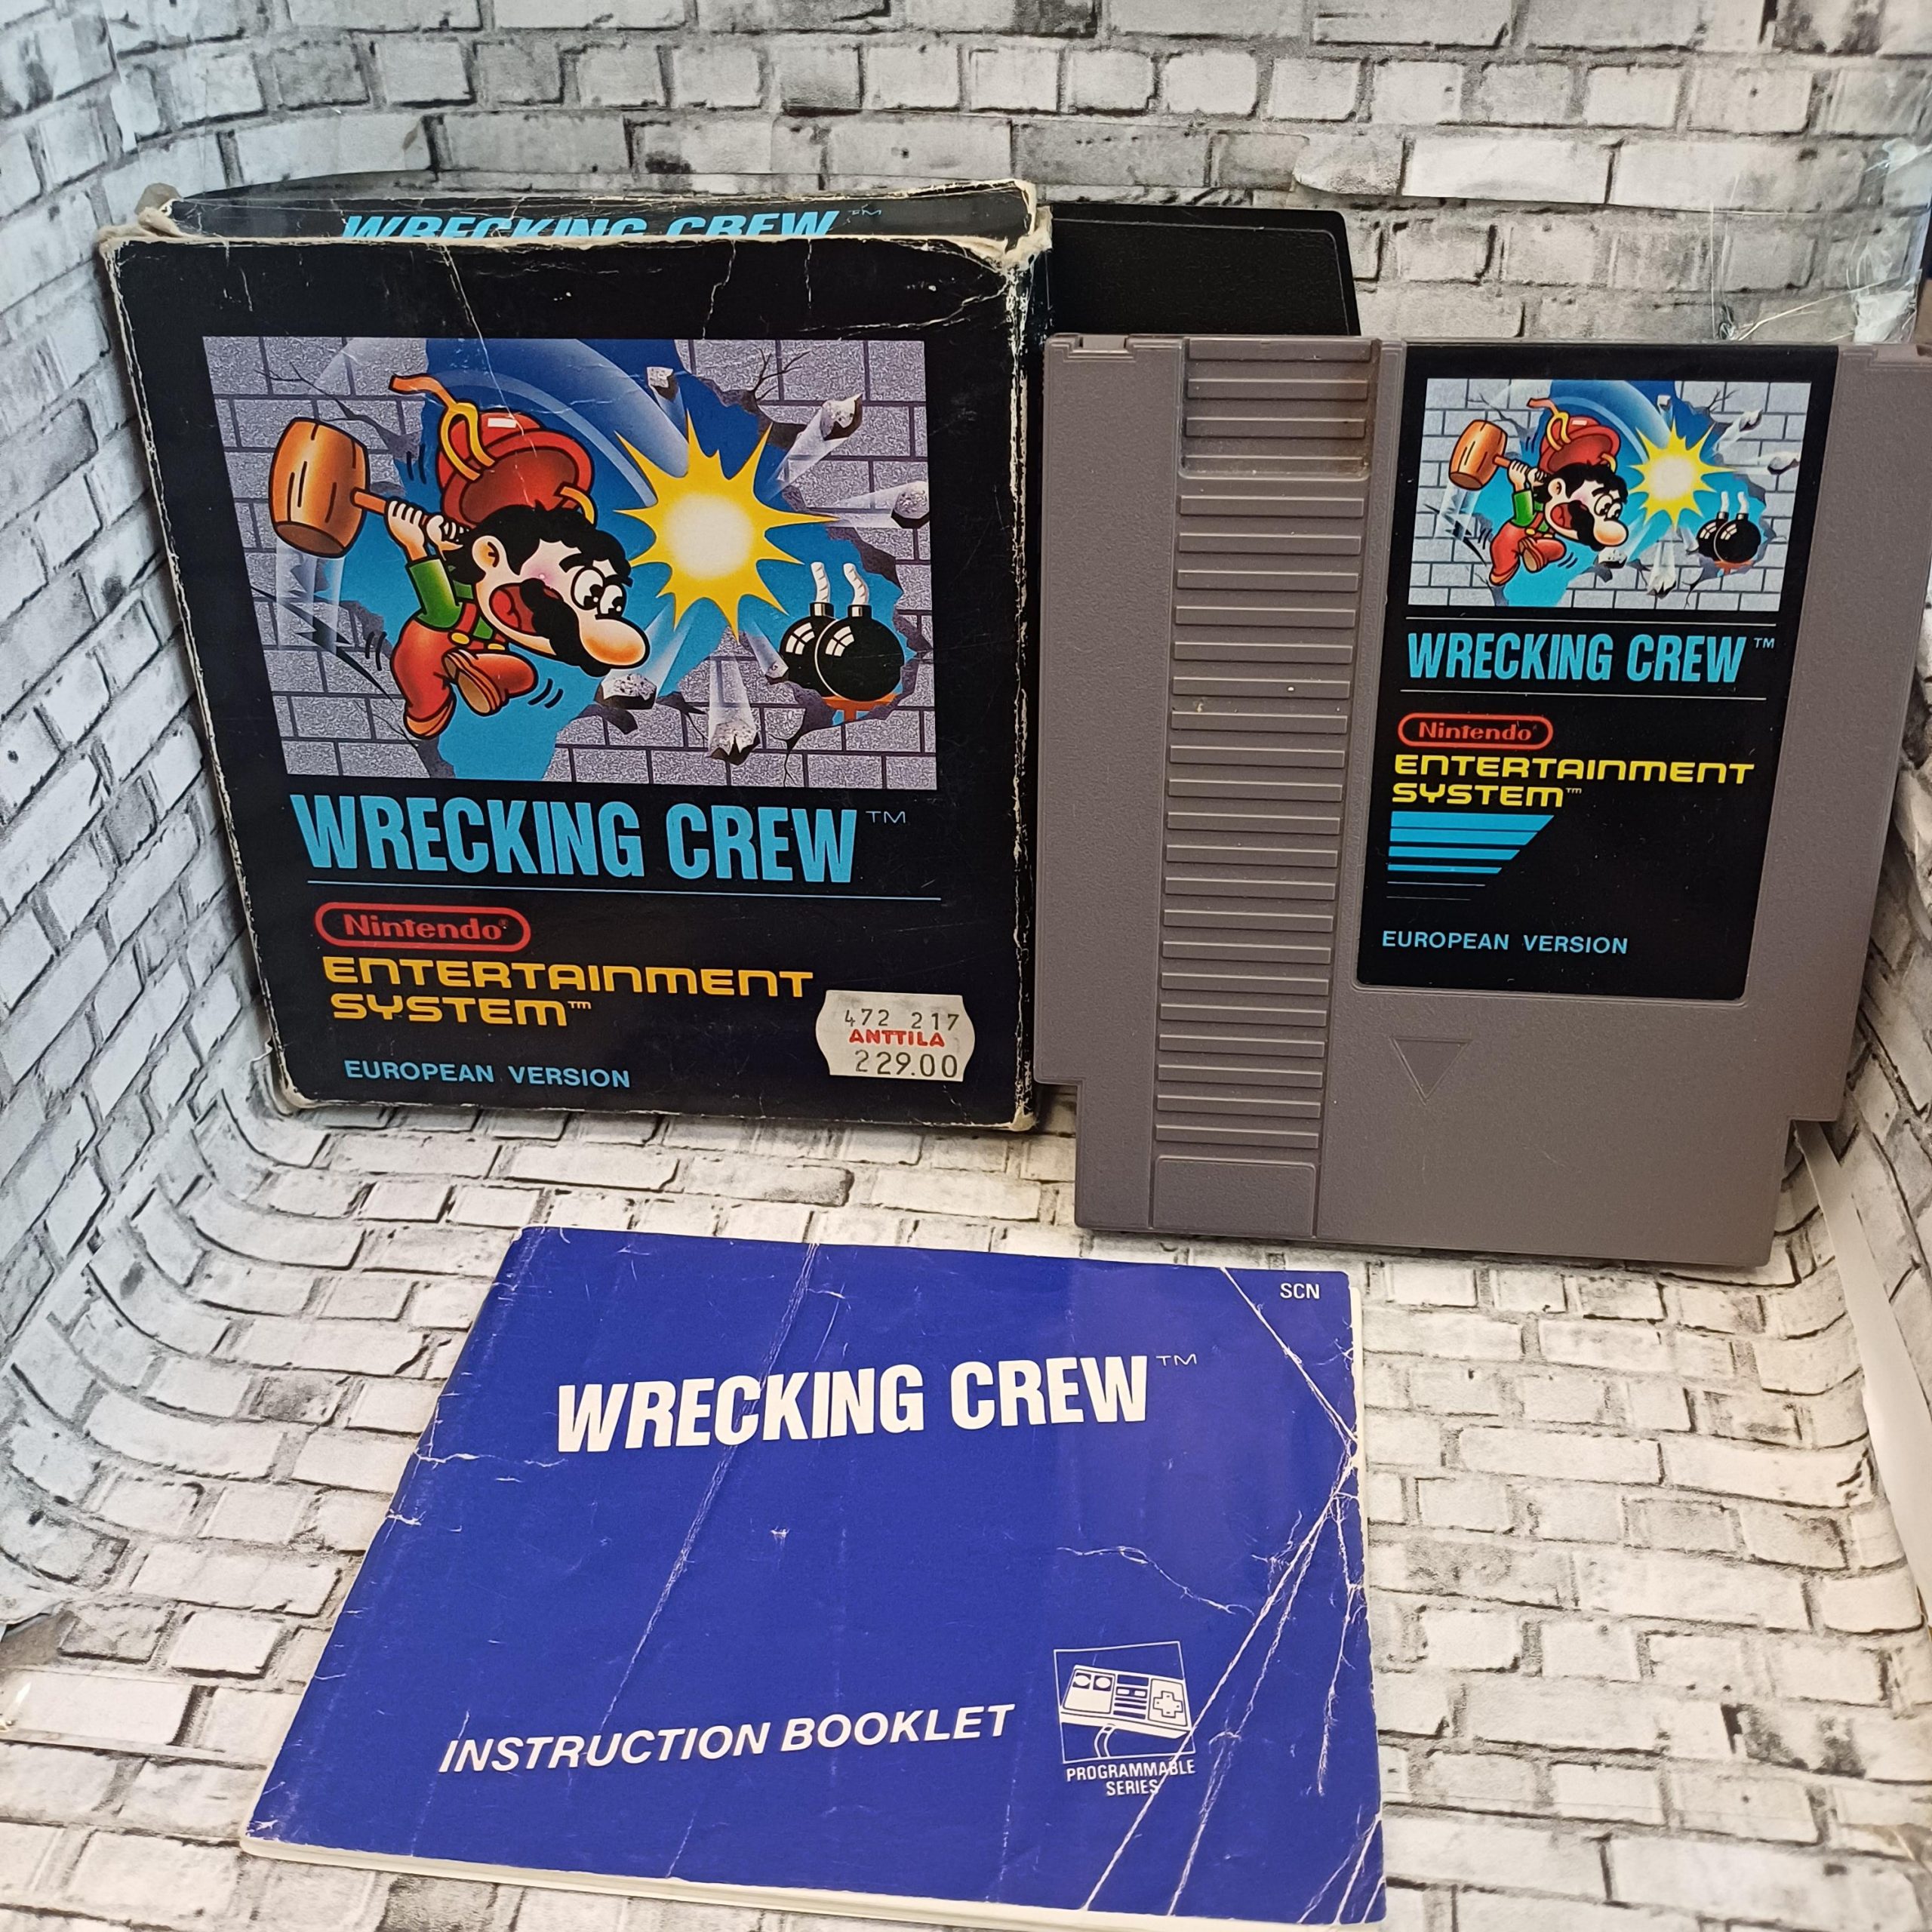 WRECKING CREW™
WRECKING CREW™
Nintendo®
ENTERTAINMENT
SYSTEM™
EUROPEAN VERSION
472 217
ANTTILA
229.00
WRECKING CREW™
Nintendo®
ENTERTAINMENT
SYSTEM™
EUROPEAN VERSION
SCN
WRECKING CREW™
INSTRUCTION BOOKLET
PROGRAMMABLE
SERIES